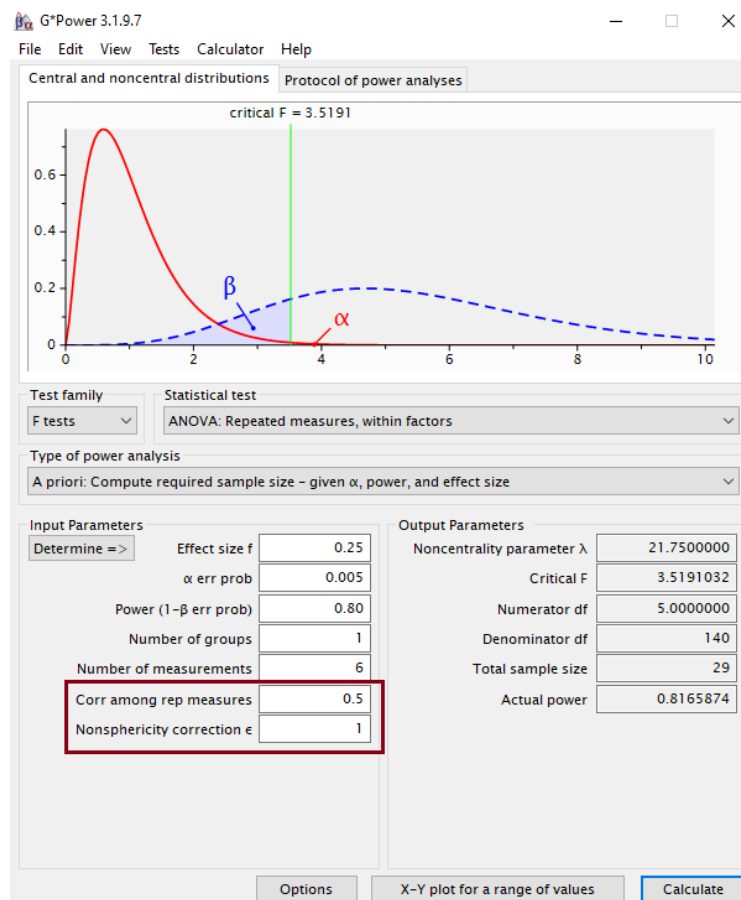 G*Power 3.1.9.7
File Edit View Tests Calculator Help
Central and noncentral distributions Protocol of power analyses
critical F = 3.5191
0.6
0.4
0.2
0
β
α
0 2 4 6 8 10
Test family Statistical test
F tests ANOVA: Repeated measures, within factors
Type of power analysis
A priori: Compute required sample size – given α, power, and effect size
Input Parameters Output Parameters
Determine => Effect size f 0.25 Noncentrality parameter λ 21.7500000
α err prob 0.005 Critical F 3.5191032
Power (1-β err prob) 0.80 Numerator df 5.0000000
Number of groups 1 Denominator df 140
Number of measurements 6 Total sample size 29
Corr among rep measures 0.5 Actual power 0.8165874
Nonsphericity correction ϵ 1
Options X-Y plot for a range of values Calculate